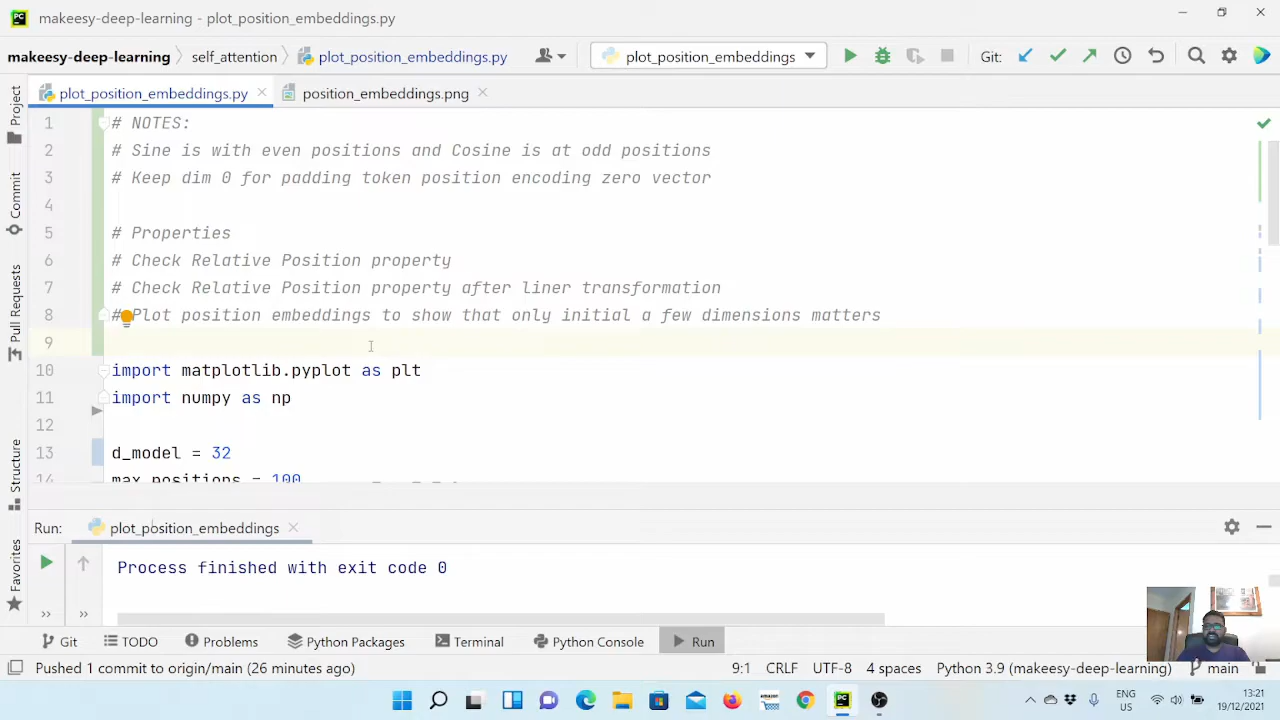 makeesy-deep-learning - plot_position_embeddings.py
makeesy-deep-learning self_attention plot_position_embeddings.py plot_position_embeddings Git:
plot_position_embeddings.py position_embeddings.png
Project
Commit
Pull Requests
Structure
Favorites
1 # NOTES:
2 # Sine is with even positions and Cosine is at odd positions
3 # Keep dim 0 for padding token position encoding zero vector
4
5 # Properties
6 # Check Relative Position property
7 # Check Relative Position property after liner transformation
8 # Plot position embeddings to show that only initial a few dimensions matters
9
10 import matplotlib.pyplot as plt
11 import numpy as np
12
13 d_model = 32
14 max_positions = 100
Run: plot_position_embeddings
Process finished with exit code 0
Git TODO Problems Python Packages Terminal Python Console Run
Pushed 1 commit to origin/main (26 minutes ago) 9:1 CRLF UTF-8 4 spaces Python 3.9 (makeesy-deep-learning) main
ENG 13:21
US 19/12/2021